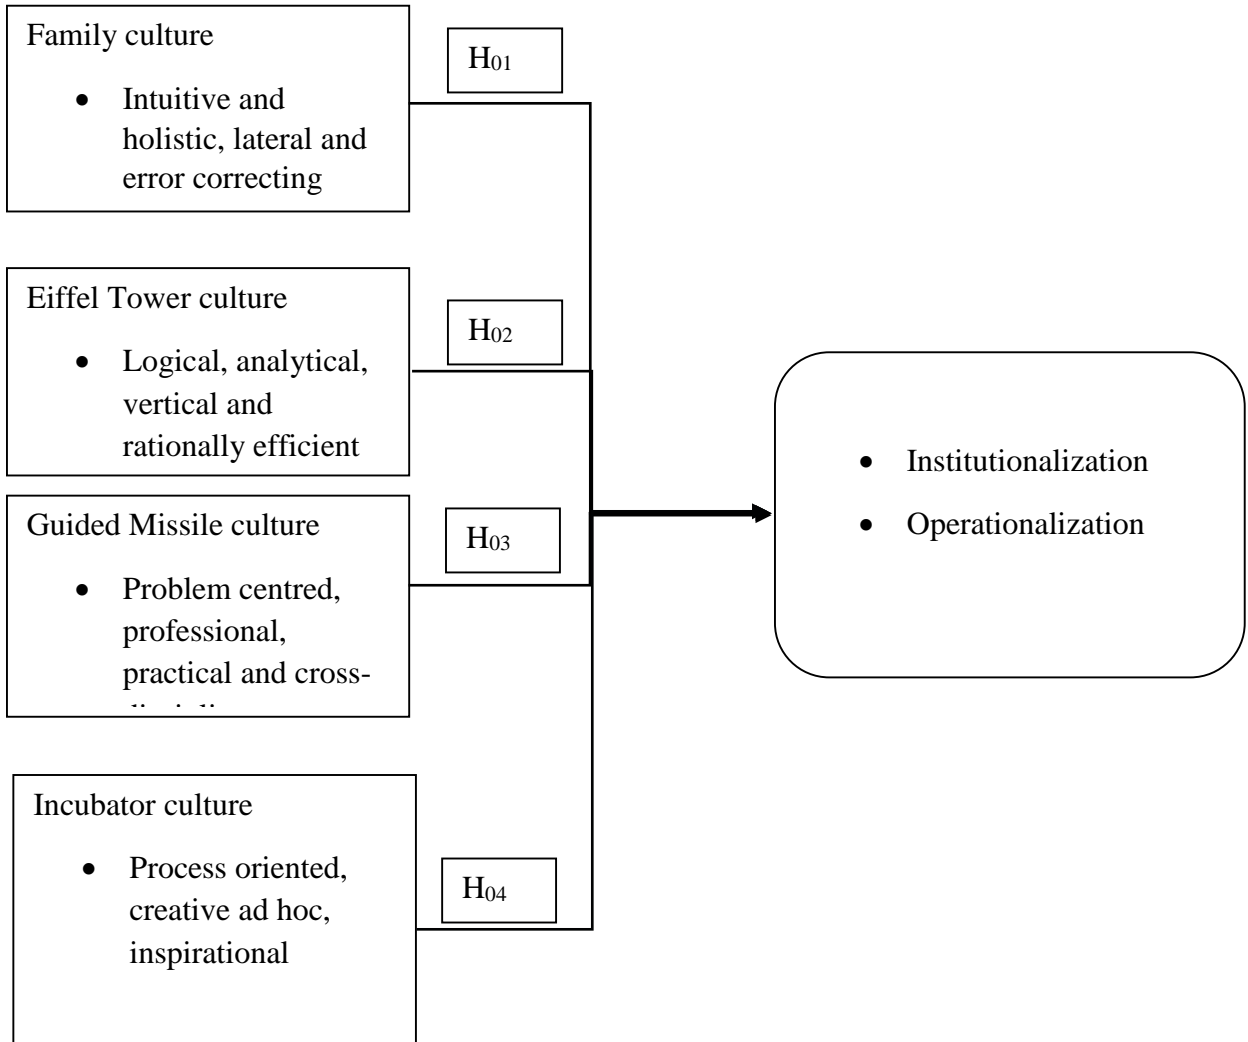 Family culture
• Intuitive and
holistic, lateral and
error correcting
H01
Eiffel Tower culture
• Logical, analytical,
vertical and
rationally efficient
H02
Guided Missile culture
• Problem centred,
professional,
practical and cross-
H03
Incubator culture
• Process oriented,
creative ad hoc,
inspirational
H04
• Institutionalization
• Operationalization